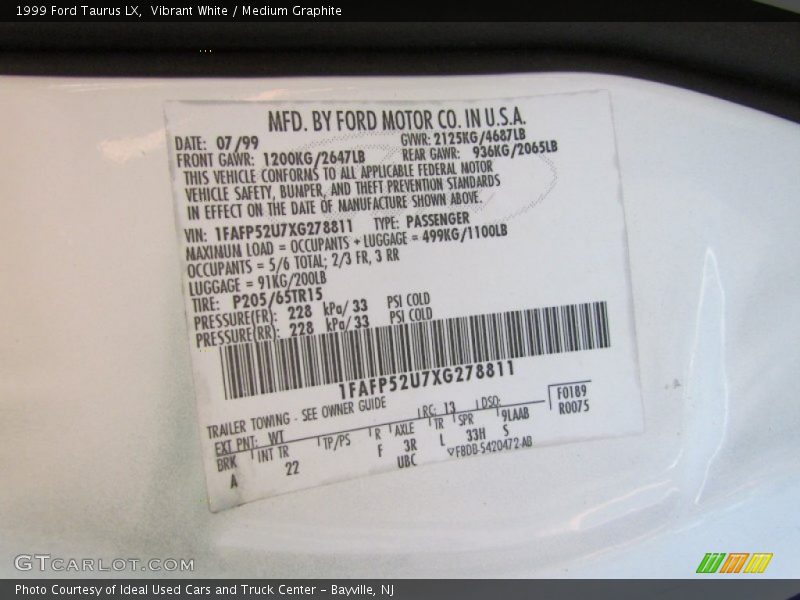 1999 Ford Taurus LX,  Vibrant White / Medium Graphite
MFD. BY FORD MOTOR CO. IN U.S.A.
DATE: 07/99 GVWR: 2125KG/4687LB
FRONT GAWR: 1200KG/2647LB REAR GAWR: 936KG/2065LB
THIS VEHICLE CONFORMS TO ALL APPLICABLE FEDERAL MOTOR
VEHICLE SAFETY, BUMPER, AND THEFT PREVENTION STANDARDS
IN EFFECT ON THE DATE OF MANUFACTURE SHOWN ABOVE.
VIN: 1FAFP52U7XG278811 TYPE: PASSENGER
MAXIMUM LOAD = OCCUPANTS + LUGGAGE = 499KG/1100LB
OCCUPANTS = 5/6 TOTAL; 2/3 FR, 3 RR
LUGGAGE = 91KG/200LB
TIRE: P205/65TR15
PRESSURE(FR): 228 kPa/ 33 PSI COLD
PRESSURE(RR): 228 kPa/ 33 PSI COLD
1FAFP52U7XG278811
TRAILER TOWING - SEE OWNER GUIDE
EXT PNT: WT RC: 13 DSO: F0189
BRK INT TR TP/PS R AXLE TR SPR 9LAAB R0075
A 22 F 3R L 33H S
UBC F8DB-5420472-AB
GTCARLOT.COM
Photo Courtesy of Ideal Used Cars and Truck Center – Bayville, NJ